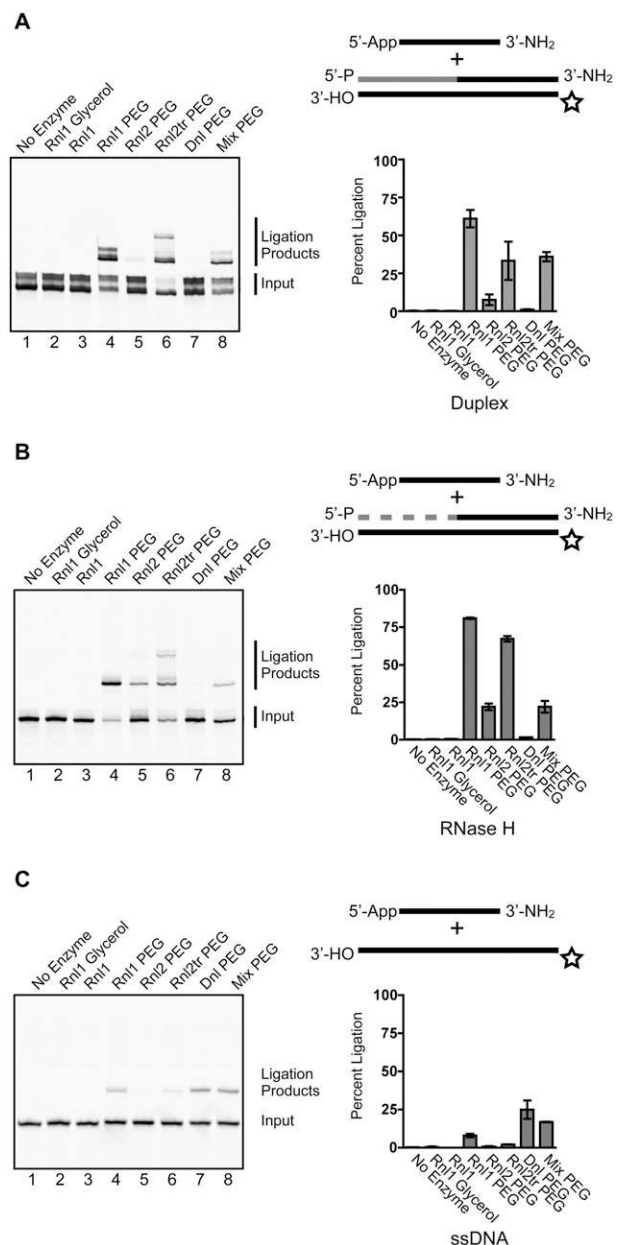 A
5'-App 3'-NH2
+
5'-P 3'-NH2
3'-HO
No Enzyme
Rnl1 Glycerol
Rnl1
Rnl1 PEG
Rnl2 PEG
Rnl2tr PEG
Dnl PEG
Mix PEG
Ligation
Products
Input
1 2 3 4 5 6 7 8
Percent Ligation
100
75
50
25
0
No Enzyme
Rnl1 Glycerol
Rnl1
Rnl1 PEG
Rnl2 PEG
Rnl2tr PEG
Dnl PEG
Mix PEG
Duplex
B
5'-App 3'-NH2
+
5'-P 3'-NH2
3'-HO
No Enzyme
Rnl1 Glycerol
Rnl1
Rnl1 PEG
Rnl2 PEG
Rnl2tr PEG
Dnl PEG
Mix PEG
Ligation
Products
Input
1 2 3 4 5 6 7 8
Percent Ligation
100
75
50
25
0
No Enzyme
Rnl1 Glycerol
Rnl1
Rnl1 PEG
Rnl2 PEG
Rnl2tr PEG
Dnl PEG
Mix PEG
RNase H
C
5'-App 3'-NH2
+
3'-HO
No Enzyme
Rnl1 Glycerol
Rnl1
Rnl1 PEG
Rnl2 PEG
Rnl2tr PEG
Dnl PEG
Mix PEG
Ligation
Products
Input
1 2 3 4 5 6 7 8
Percent Ligation
100
75
50
25
0
No Enzyme
Rnl1 Glycerol
Rnl1
Rnl1 PEG
Rnl2 PEG
Rnl2tr PEG
Dnl PEG
Mix PEG
ssDNA